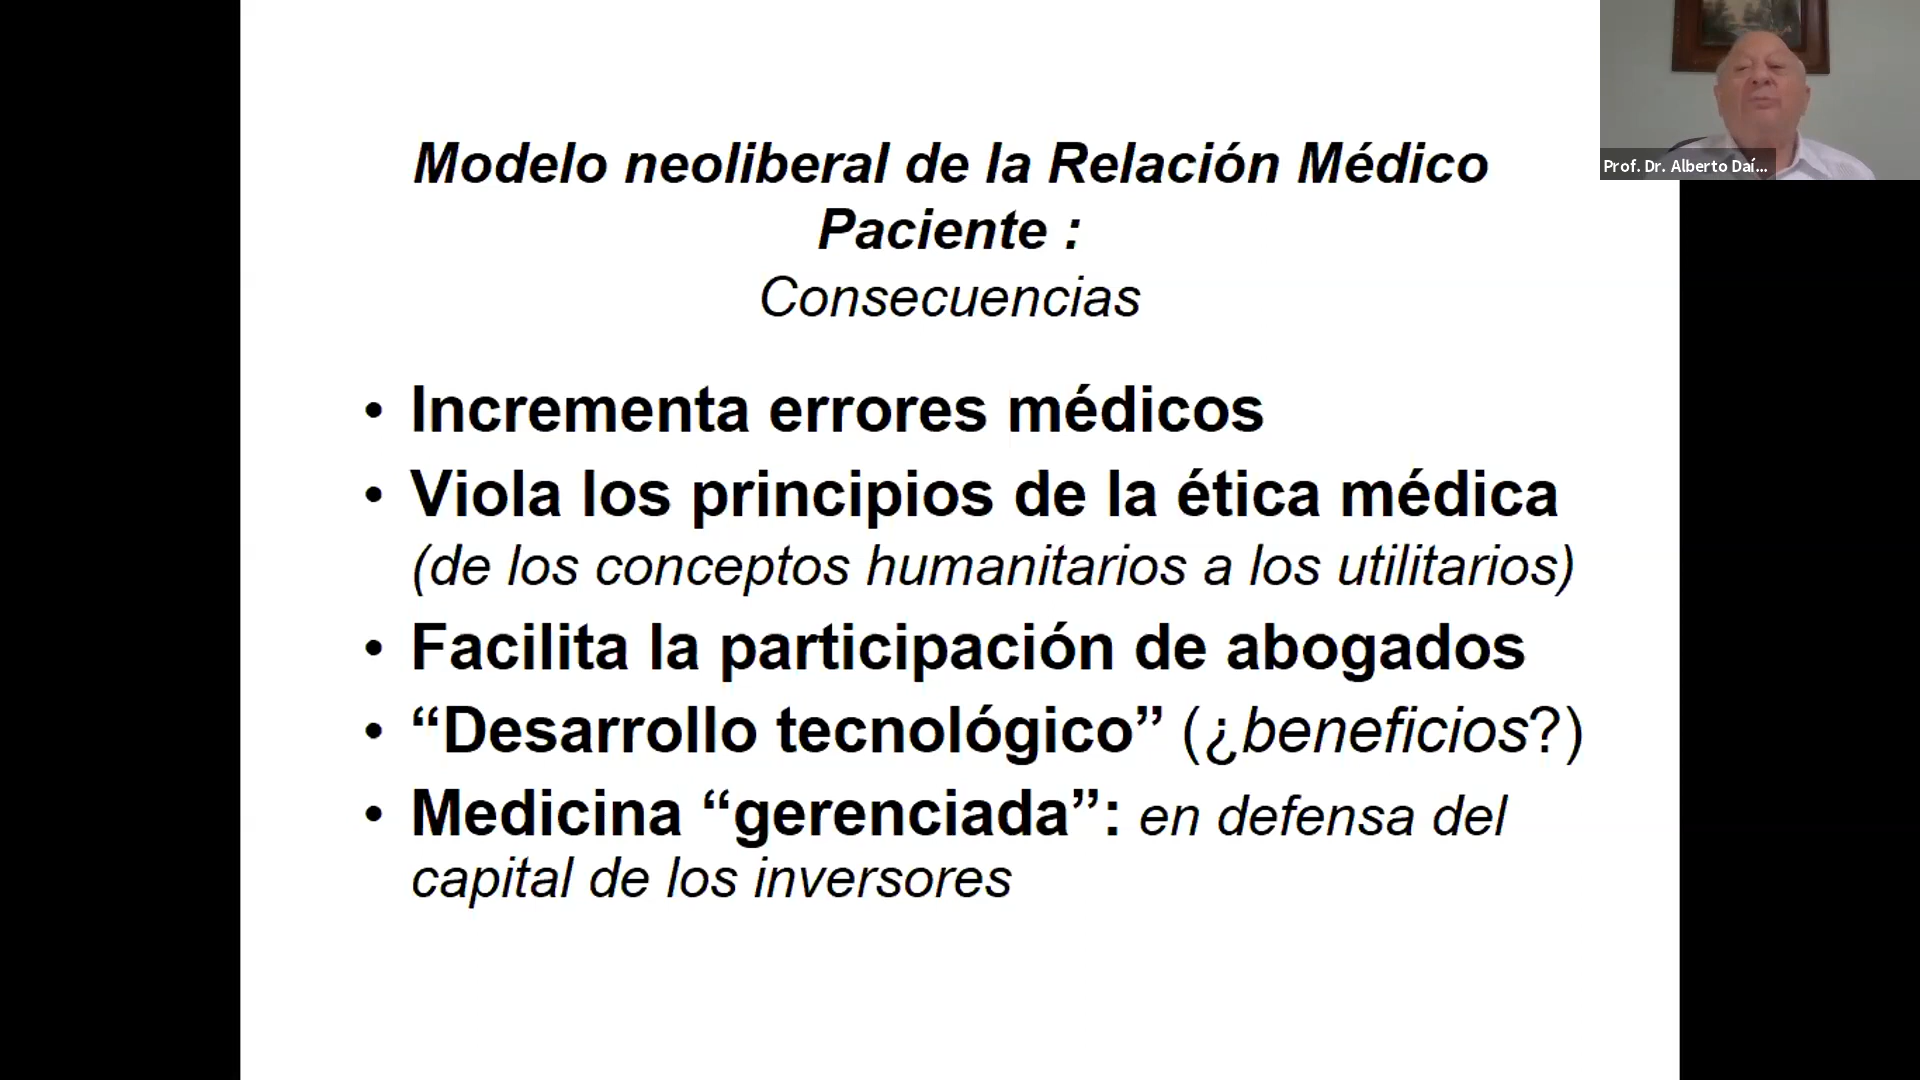 Modelo neoliberal de la Relación Médico
Paciente :
Consecuencias
• Incrementa errores médicos
• Viola los principios de la ética médica
(de los conceptos humanitarios a los utilitarios)
• Facilita la participación de abogados
• “Desarrollo tecnológico” (¿beneficios?)
• Medicina “gerenciada”: en defensa del
capital de los inversores
Prof. Dr. Alberto Daí...